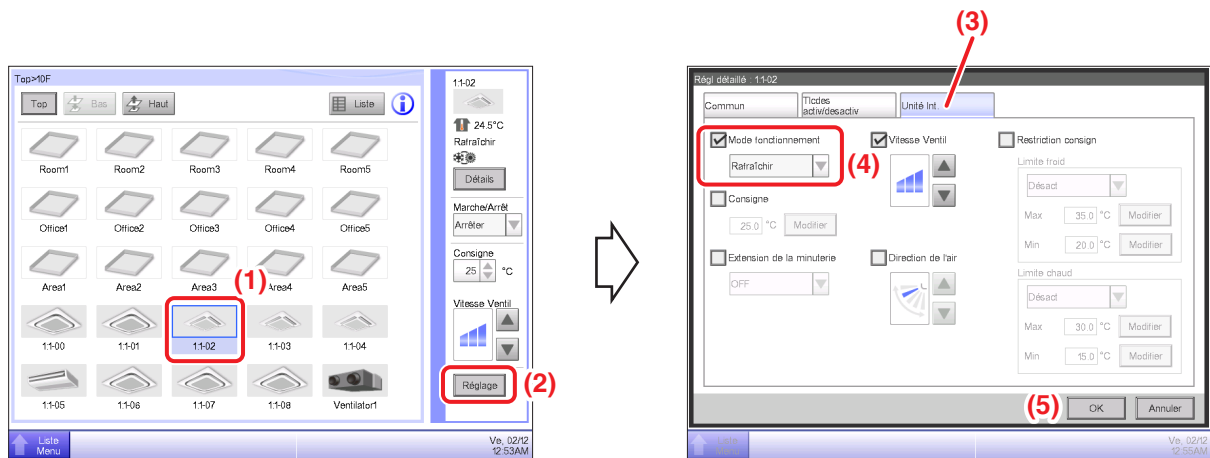 (3)
Top>10F
Top
Bas
Haut
Liste
Room1
Room2
Room3
Room4
Room5
Office1
Office2
Office3
Office4
Office5
Area1
Area2
Area3
(1)
Area4
Area5
1:1-00
1:1-01
1:1-02
1:1-03
1:1-04
1:1-05
1:1-06
1:1-07
1:1-08
Ventilator1
1:1-02
24.5°C
Rafraîchir
Détails
Marche/Arrêt
Arrêter
Consigne
25 °C
Vitesse Ventil
Réglage
(2)
Liste
Menu
Ve, 02/12
12:53AM
Régl détaillé : 1:1-02
Commun
Ticdes
activ/desactiv
Unité Int.
Mode fonctionnement
Rafraîchir
(4)
Consigne
25.0 °C Modifier
Extension de la minuterie
OFF
Vitesse Ventil
Direction de l'air
Restriction consign
Limite froid
Désact
Max 35.0 °C Modifier
Min 20.0 °C Modifier
Limite chaud
Désact
Max 30.0 °C Modifier
Min 15.0 °C Modifier
(5)
OK
Annuler
Liste
Menu
Ve, 02/12
12:55AM